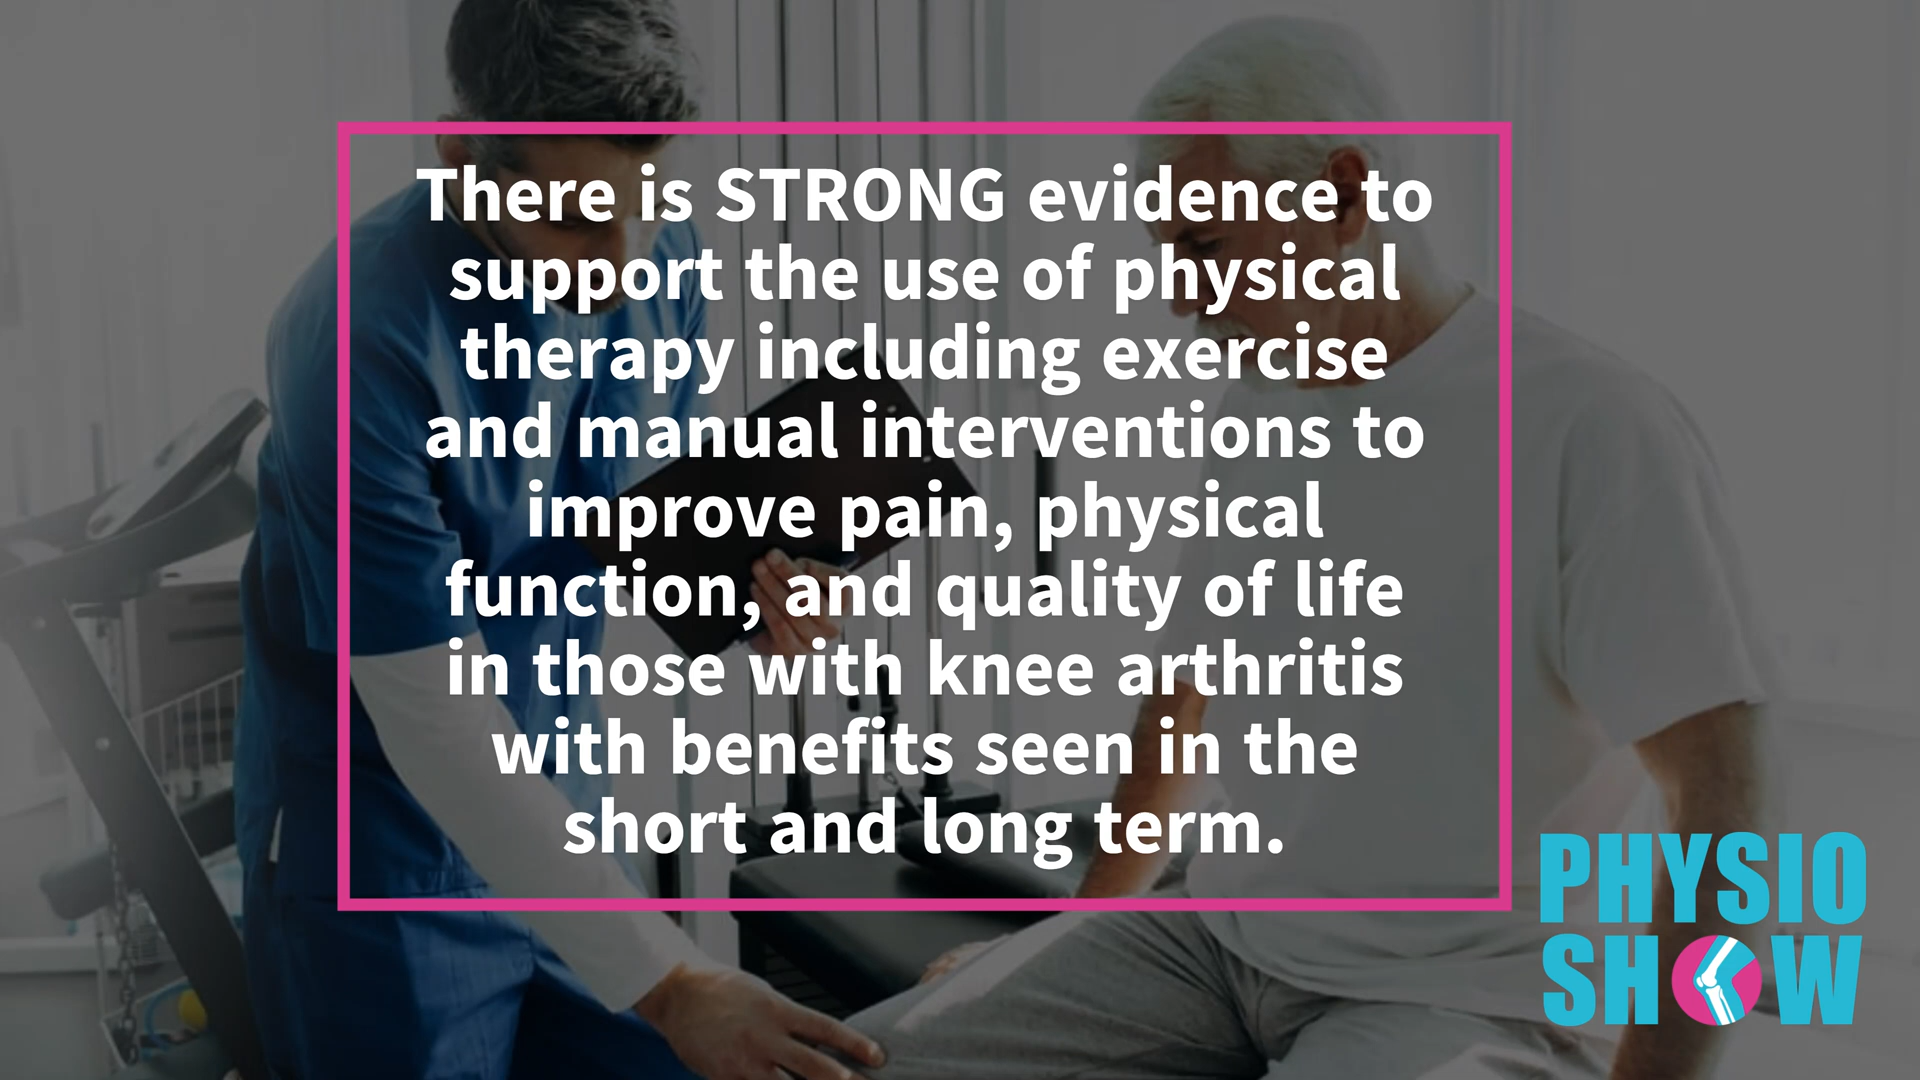 There is STRONG evidence to
support the use of physical
therapy including exercise
and manual interventions to
improve pain, physical
function, and quality of life
in those with knee arthritis
with benefits seen in the
short and long term.
PHYSIO
SHOW